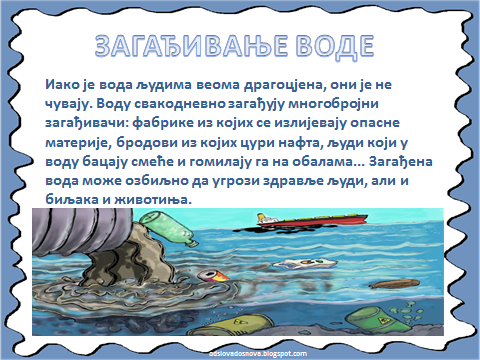 ЗАГАЂИВАЊЕ ВОДЕ
Иако је вода људима веома драгоцјена, они је не
чувају. Воду свакодневно загађују многобројни
загађивачи: фабрике из којих се излијевају опасне
материје, бродови из којих цури нафта, људи који у
воду бацају смеће и гомилају га на обалама... Загађена
вода може озбиљно да угрози здравље људи, али и
биљака и животиња.
odslovedosnova.blogspot.com